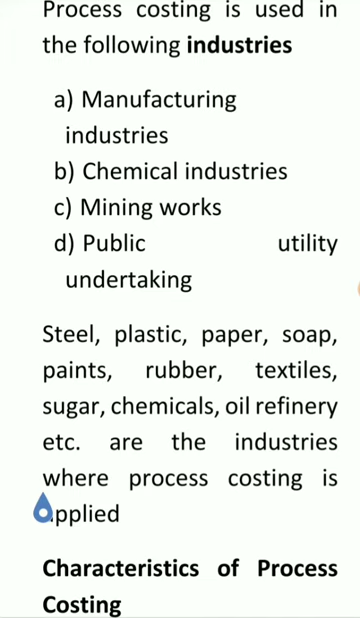 Process costing is used in
the following industries
a) Manufacturing
industries
b) Chemical industries
c) Mining works
d) Public utility
undertaking
Steel, plastic, paper, soap,
paints, rubber, textiles,
sugar, chemicals, oil refinery
etc. are the industries
where process costing is
applied
Characteristics of Process
Costing